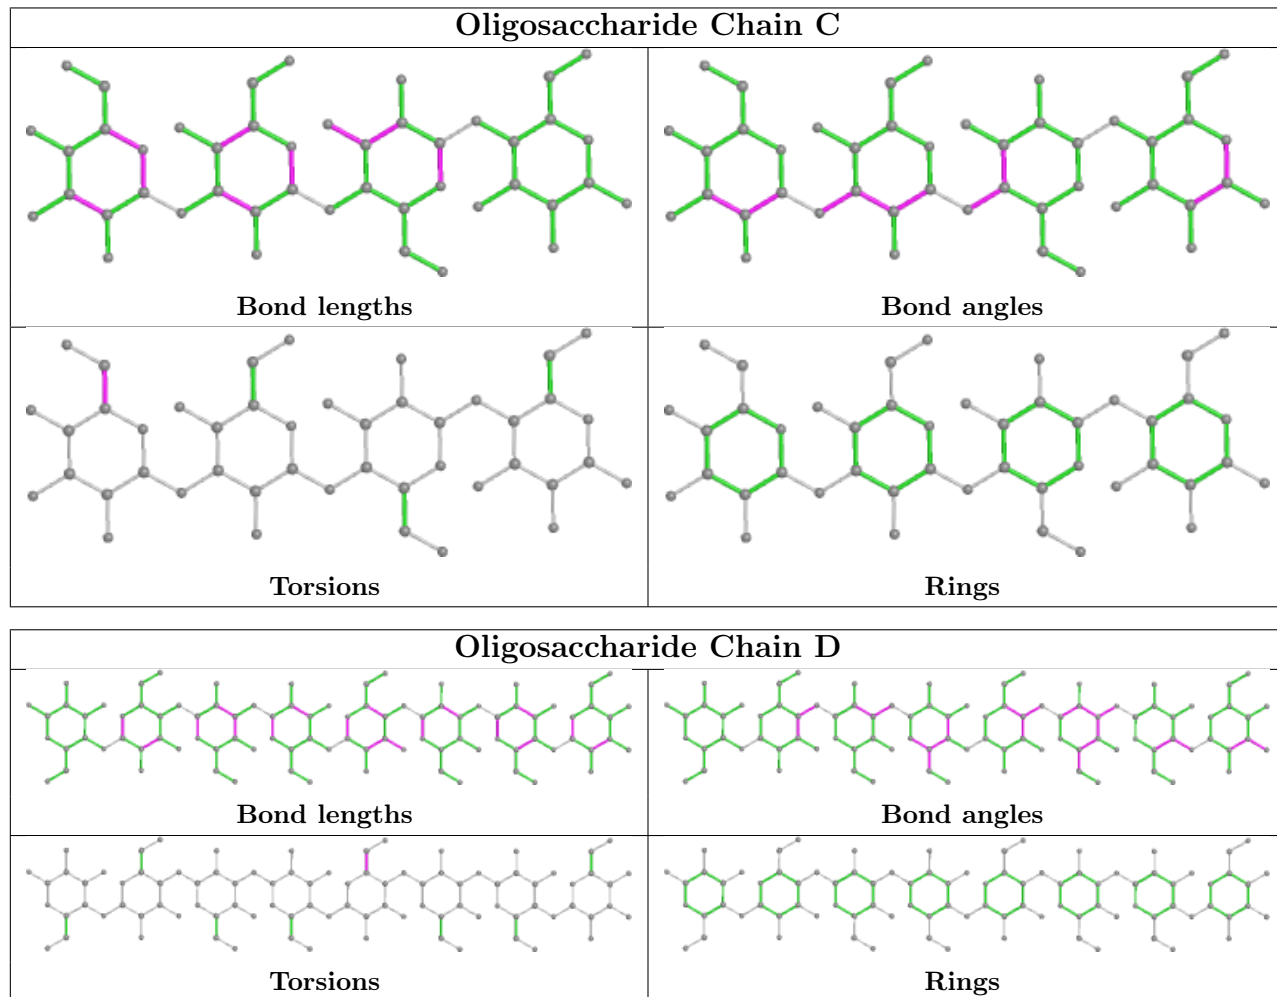 Oligosaccharide Chain C
Bond lengths
Bond angles
Torsions
Rings
Oligosaccharide Chain D
Bond lengths
Bond angles
Torsions
Rings